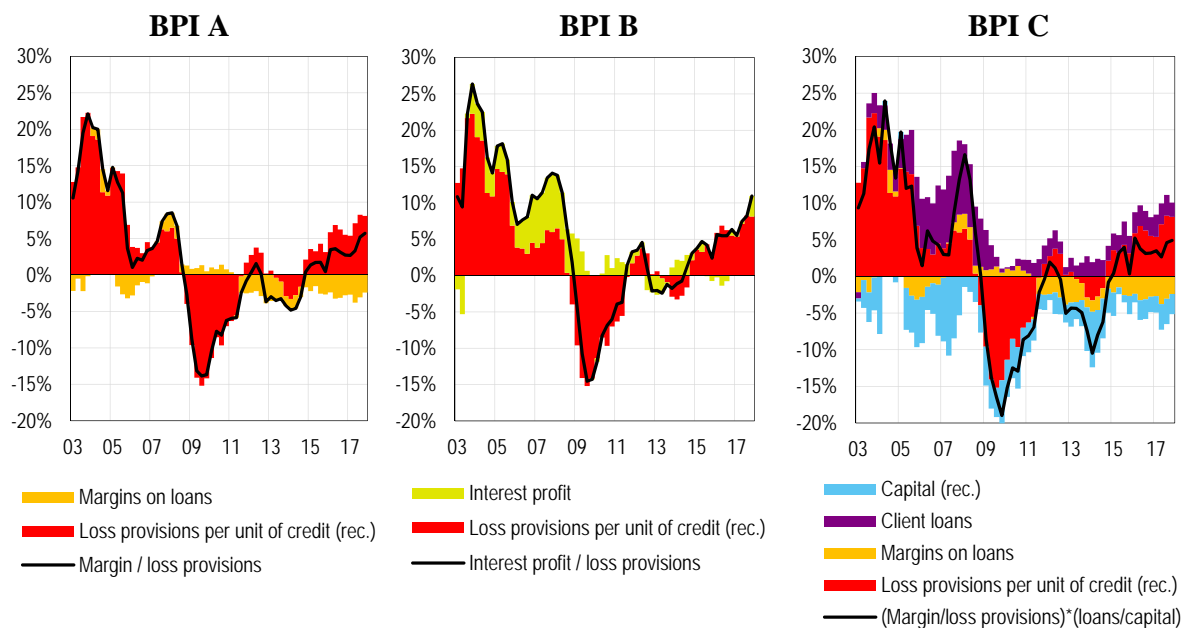 BPI A
30%
25%
20%
15%
10%
5%
0%
-5%
-10%
-15%
-20%
03 05 07 09 11 13 15 17
Margins on loans
Loss provisions per unit of credit (rec.)
Margin / loss provisions
BPI B
30%
25%
20%
15%
10%
5%
0%
-5%
-10%
-15%
-20%
03 05 07 09 11 13 15 17
Interest profit
Loss provisions per unit of credit (rec.)
Interest profit / loss provisions
BPI C
30%
25%
20%
15%
10%
5%
0%
-5%
-10%
-15%
-20%
03 05 07 09 11 13 15 17
Capital (rec.)
Client loans
Margins on loans
Loss provisions per unit of credit (rec.)
(Margin/loss provisions)*(loans/capital)